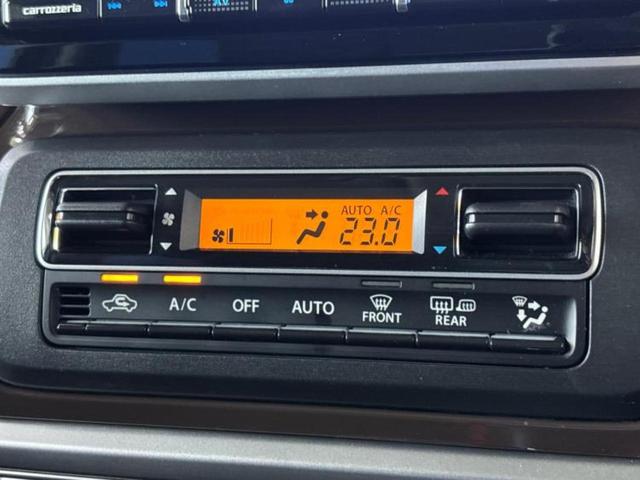 carrozzeria
AUTO A/C
23.0
A/C OFF AUTO FRONT REAR